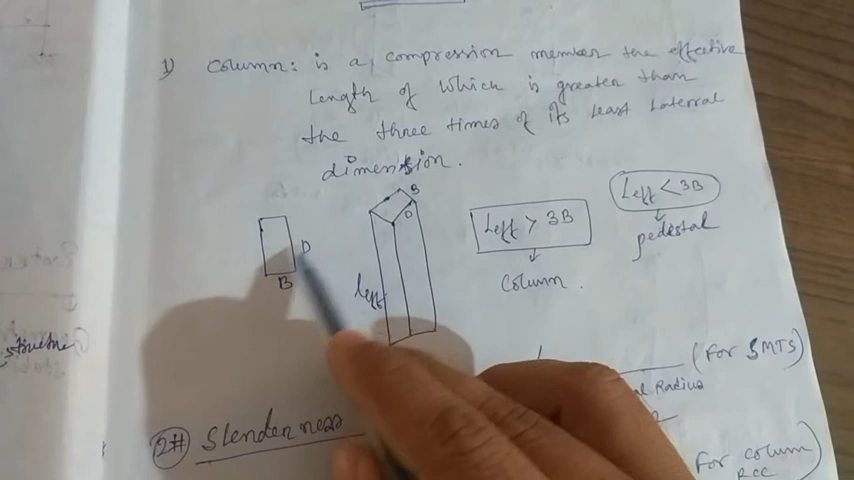 1) Column: is a compression member the effective
length of which is greater than
the three times of its least lateral
dimension.
B
D
D
B
leff
Leff > 3B
Column.
Leff < 3B
pedestal
structure
2# Slenderness
(For SMTS)
Radius
For column
RCC